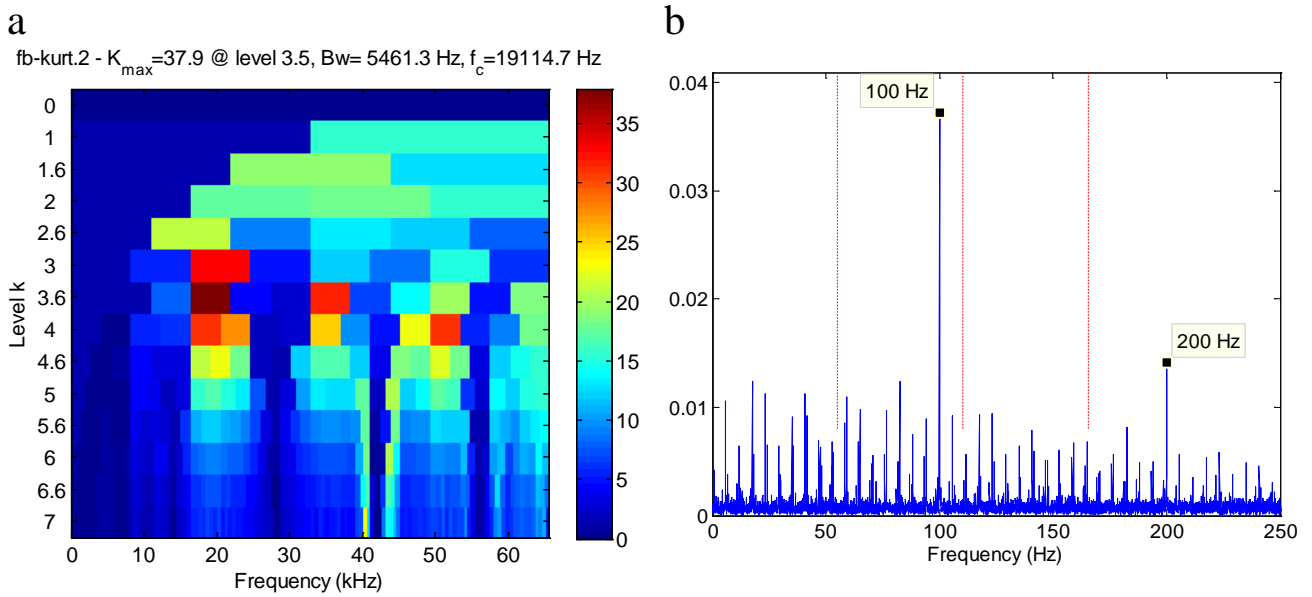 a
fb-kurt.2 - Kmax=37.9 @ level 3.5, Bw= 5461.3 Hz, fc=19114.7 Hz
Level k
0
1
1.6
2
2.6
3
3.6
4
4.6
5
5.6
6
6.6
7
0 10 20 30 40 50 60
Frequency (kHz)
35
30
25
20
15
10
5
0
b
0.04
0.03
0.02
0.01
0
100 Hz
200 Hz
0 50 100 150 200 250
Frequency (Hz)